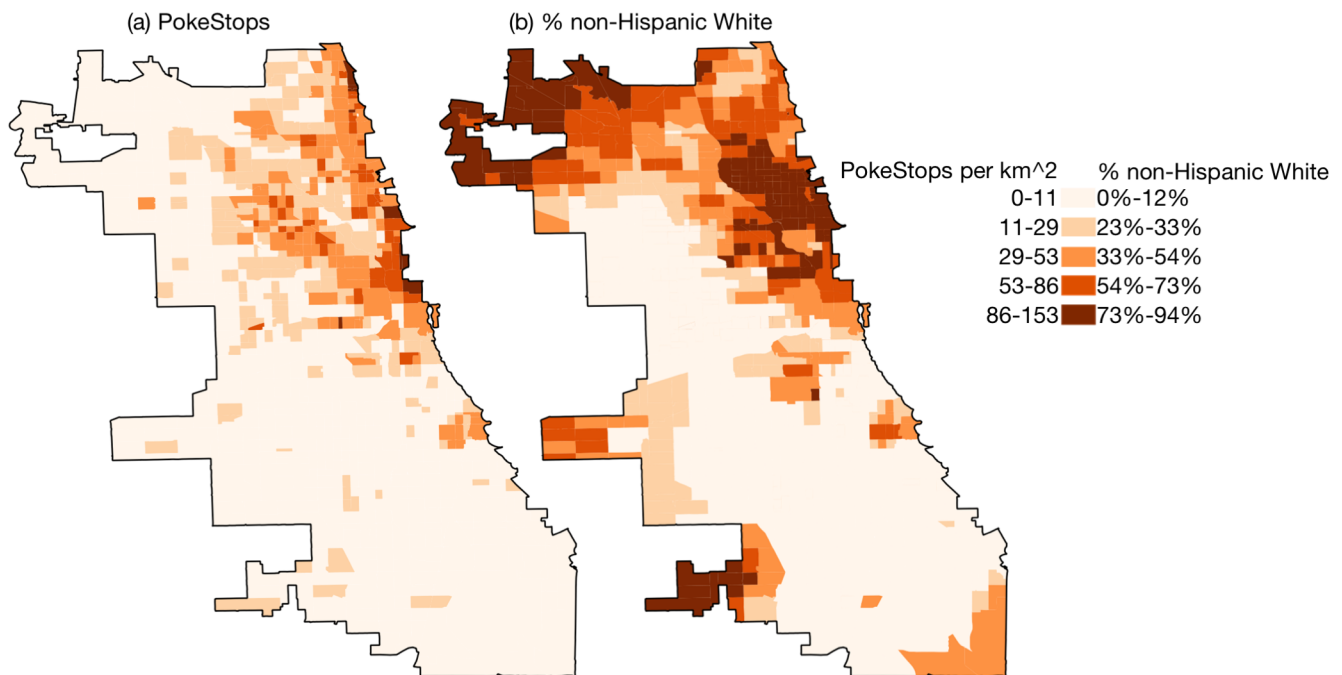 (a) PokeStops
(b) % non-Hispanic White
PokeStops per km^2 % non-Hispanic White
0-11 0%-12%
11-29 23%-33%
29-53 33%-54%
53-86 54%-73%
86-153 73%-94%